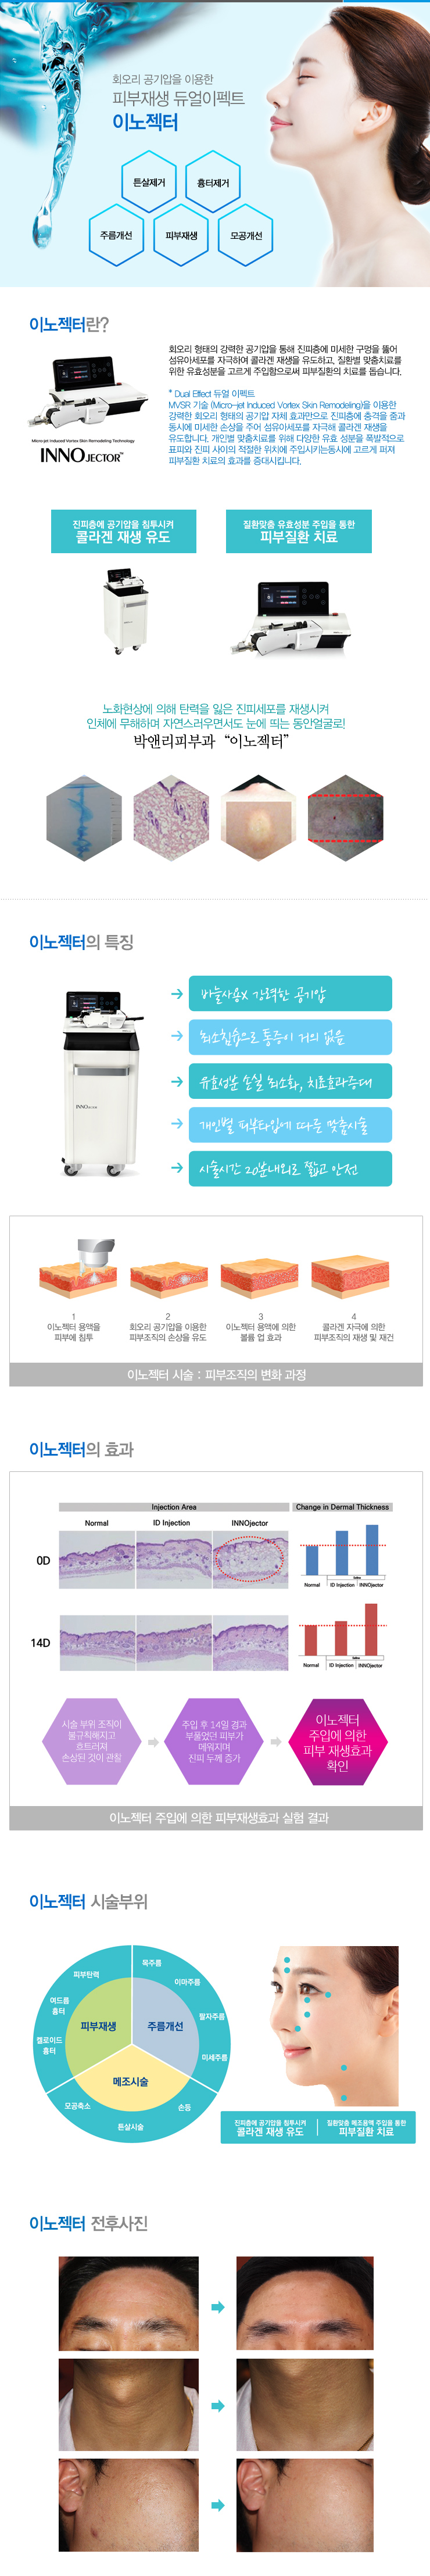 회오리 공기압을 이용한
피부재생 듀얼이펙트
이노젝터
튼살제거
흉터제거
주름개선
피부재생
모공개선
이노젝터란?
회오리 형태의 강력한 공기압을 통해 진피층에 미세한 구멍을 뚫어
섬유아세포를 자극하여 콜라겐 재생을 유도하고, 질환별 맞춤치료를
위한 유효성분을 고르게 주입함으로써 피부질환의 치료를 돕습니다.
* Dual Effect 듀얼 이펙트
MVSR 기술 (Micro-jet Induced Vortex Skin Remodeling)을 이용한
강력한 회오리 형태의 공기압 자체 효과만으로 진피층에 충격을 줌과
동시에 미세한 손상을 주어 섬유아세포를 자극해 콜라겐 재생을
유도합니다. 개인별 맞춤치료를 위해 다양한 유효 성분을 폭발적으로
표피와 진피 사이의 적절한 위치에 주입시키는동시에 고르게 퍼져
피부질환 치료의 효과를 증대시킵니다.
Micro-jet Induced Vortex Skin Remodeling Technology
INNOJECTOR™
진피층에 공기압을 침투시켜
콜라겐 재생 유도
질환맞춤 유효성분 주입을 통한
피부질환 치료
노화현상에 의해 탄력을 잃은 진피세포를 재생시켜
인체에 무해하며 자연스러우면서도 눈에 띄는 동안얼굴로!
박앤리피부과 “이노젝터”
이노젝터의 특징
바늘사용X 강력한 공기압
최소침습으로 통증이 거의 없음
유효성분 손실 최소화, 치료효과증대
개인별 피부타입에 따른 맞춤시술
시술시간 20분내외로 짧고 안전
INNOJECTOR
1
이노젝터 용액을
피부에 침투
2
회오리 공기압을 이용한
피부조직의 손상을 유도
3
이노젝터 용액에 의한
볼륨 업 효과
4
콜라겐 자극에 의한
피부조직의 재생 및 재건
이노젝터 시술 : 피부조직의 변화 과정
이노젝터의 효과
Injection Area
Change in Dermal Thickness
Normal
ID Injection
INNOjector
0D
Normal
ID Injection
INNOjector
14D
Normal
ID Injection
INNOjector
시술 부위 조직이
불규칙해지고
흐트러져
손상된 것이 관찰
주입 후 14일 경과
부풀었던 피부가
메워지며
진피 두께 증가
이노젝터
주입에 의한
피부 재생효과
확인
이노젝터 주입에 의한 피부재생효과 실험 결과
이노젝터 시술부위
피부탄력
여드름
흉터
켈로이드
흉터
피부재생
목주름
이마주름
팔자주름
미세주름
주름개선
메조시술
모공축소
튼살시술
손등
진피층에 공기압을 침투시켜
콜라겐 재생 유도
질환맞춤 메조용액 주입을 통한
피부질환 치료
이노젝터 전후사진